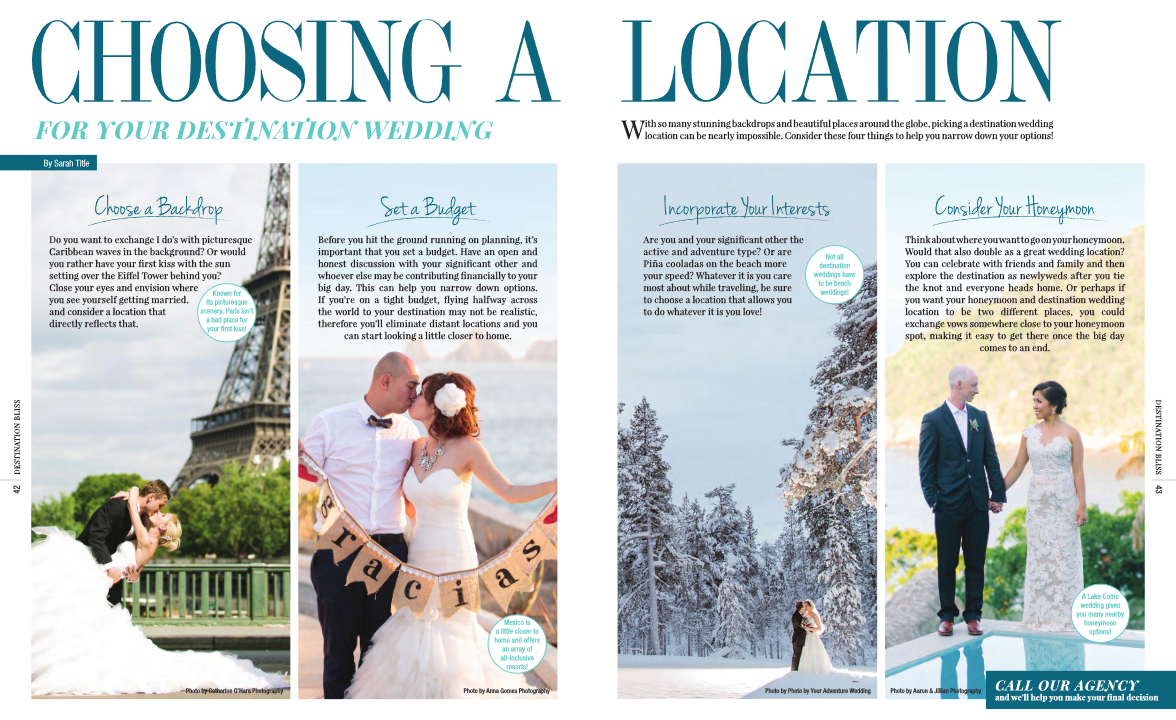 CHOOSING A LOCATION
FOR YOUR DESTINATION WEDDING
With so many stunning backdrops and beautiful places around the globe, picking a destination wedding
location can be nearly impossible. Consider these four things to help you narrow down your options!
By Sarah Title
Choose a Backdrop
Do you want to exchange I do's with picturesque
Caribbean waves in the background? Or would
you rather have your first kiss with the sun
setting over the Eiffel Tower behind you?
Close your eyes and envision where
you see yourself getting married,
and consider a location that
directly reflects that.
Known for
its picturesque
scenery, Paris isn't
a bad place for
your first kiss!
Photo by Catherine O'Hara Photography
Set a Budget
Before you hit the ground running on planning, it's
important that you set a budget. Have an open and
honest discussion with your significant other and
whoever else may be contributing financially to your
big day. This can help you narrow down options.
If you're on a tight budget, flying halfway across
the world to your destination may not be realistic,
therefore you'll eliminate distant locations and you
can start looking a little closer to home.
gracias
Mexico is
a little closer to
home and offers
an array of
all-inclusive
resorts!
Photo by Anna Gomes Photography
Incorporate Your Interests
Are you and your significant other the
active and adventure type? Or are
Piña cooladas on the beach more
your speed? Whatever it is you care
most about while traveling, be sure
to choose a location that allows you
to do whatever it is you love!
Not all
destination
weddings have
to be beach
weddings!
Photo by Photo by Your Adventure Wedding
Consider Your Honeymoon
Think about where you want to go on your honeymoon.
Would that also double as a great wedding location?
You can celebrate with friends and family and then
explore the destination as newlyweds after you tie
the knot and everyone heads home. Or perhaps if
you want your honeymoon and destination wedding
location to be two different places, you could
exchange vows somewhere close to your honeymoon
spot, making it easy to get there once the big day
comes to an end.
A Lake Como
wedding gives
you many nearby
honeymoon
options!
Photo by Aaron & Jillian Photography
CALL OUR AGENCY
and we'll help you make your final decision
42 | DESTINATION BLISS
DESTINATION BLISS | 43